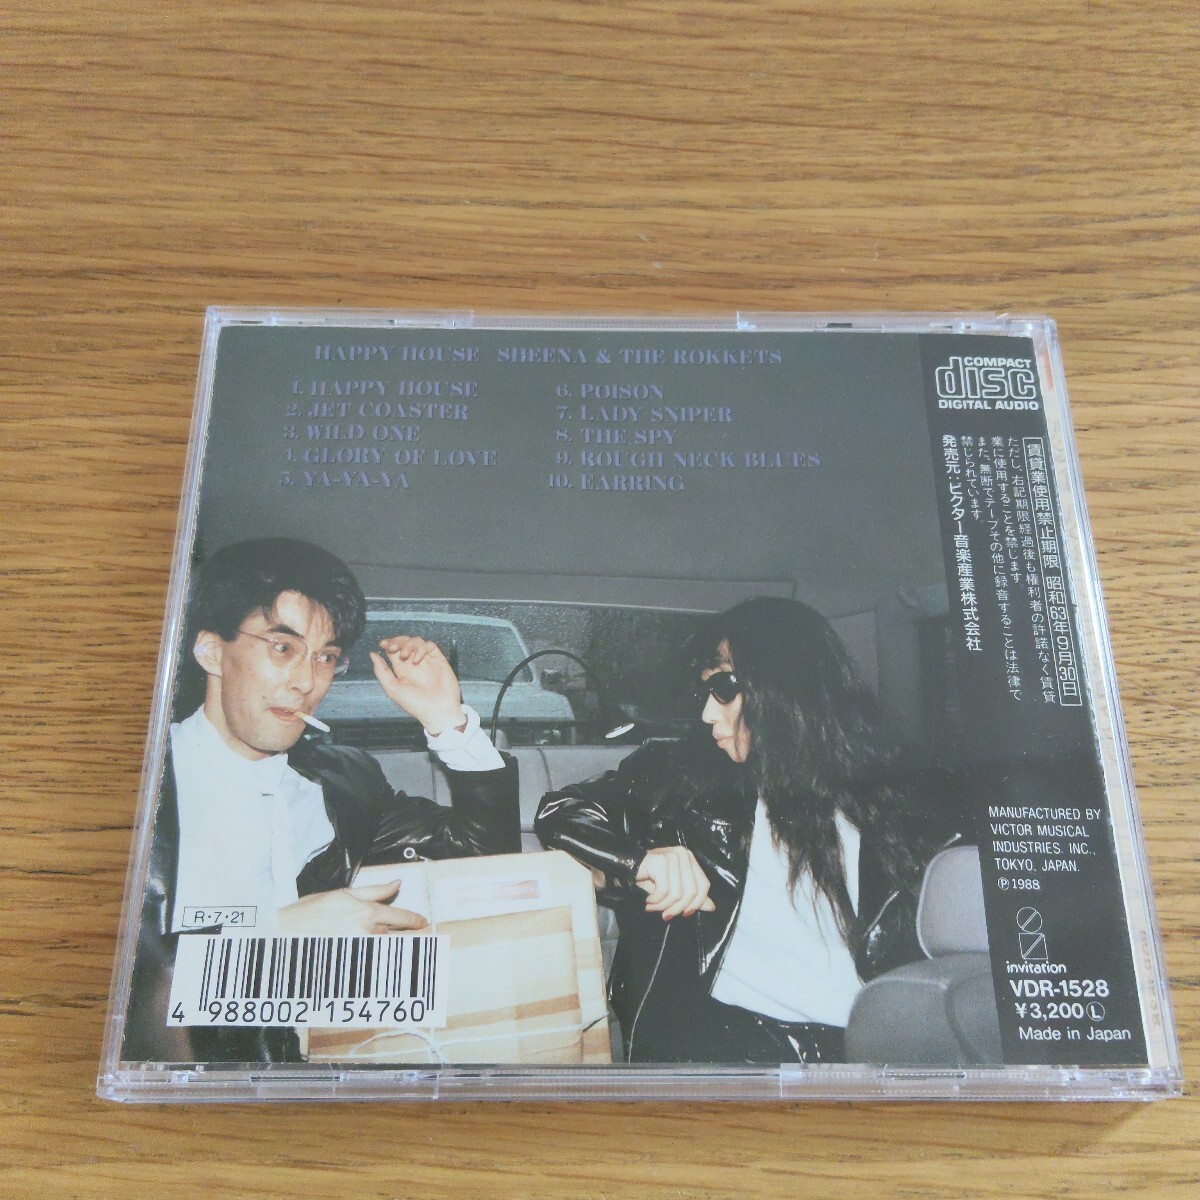 HAPPY HOUSE SHEENA & THE ROKKETS
1. HAPPY HOUSE
2. JET COASTER
3. WILD ONE
4. GLORY OF LOVE
5. YA-YA-YA
6. POISON
7. LADY SNIPER
8. THE SPY
9. ROUGH NECK BLUES
10. EARRING
COMPACT
disc
DIGITAL AUDIO
賃貸業使用禁止期限 昭和63年9月30日
ただし、右記期限経過後も権利者の許諾なく賃貸
業に使用することを禁じます。
また、無断でテープその他に録音することは法律で
禁じられています。
発売元：ビクター音楽産業株式会社
MANUFACTURED BY
VICTOR MUSICAL
INDUSTRIES, INC.,
TOKYO, JAPAN.
Ⓟ1988
invitation
VDR-1528
¥3,200Ⓛ
Made in Japan
R・7・21
4 988002 154760